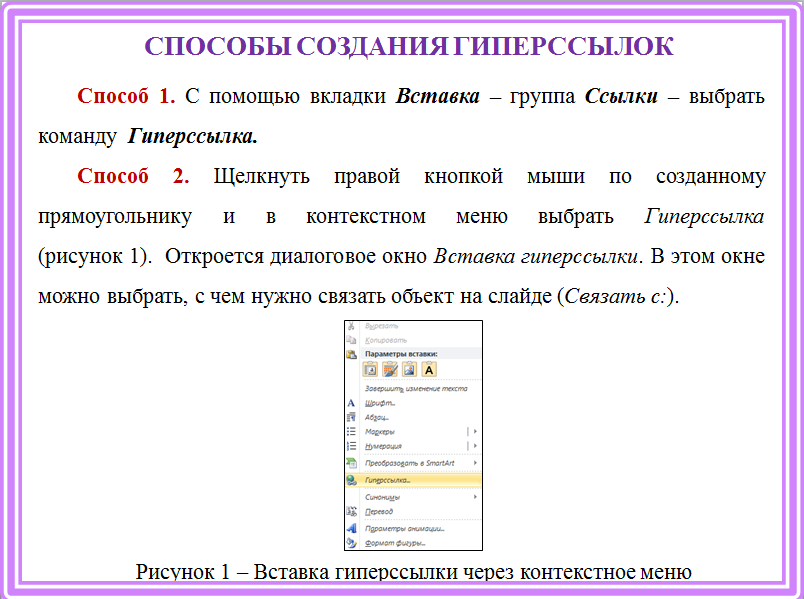 СПОСОБЫ СОЗДАНИЯ ГИПЕРССЫЛОК
Способ 1. С помощью вкладки Вставка – группа Ссылки – выбрать
команду Гиперссылка.
Способ 2. Щелкнуть правой кнопкой мыши по созданному
прямоугольнику и в контекстном меню выбрать Гиперссылка
(рисунок 1). Откроется диалоговое окно Вставка гиперссылки. В этом окне
можно выбрать, с чем нужно связать объект на слайде (Связать с:).
Вырезать
Копировать
Параметры вставки:
A
Завершить изменение текста
A Шрифт...
Абзац...
Маркеры
Нумерация
Преобразовать в SmartArt
Гиперссылка...
Синонимы
Перевод
Параметры анимации...
Формат фигуры...
Рисунок 1 – Вставка гиперссылки через контекстное меню